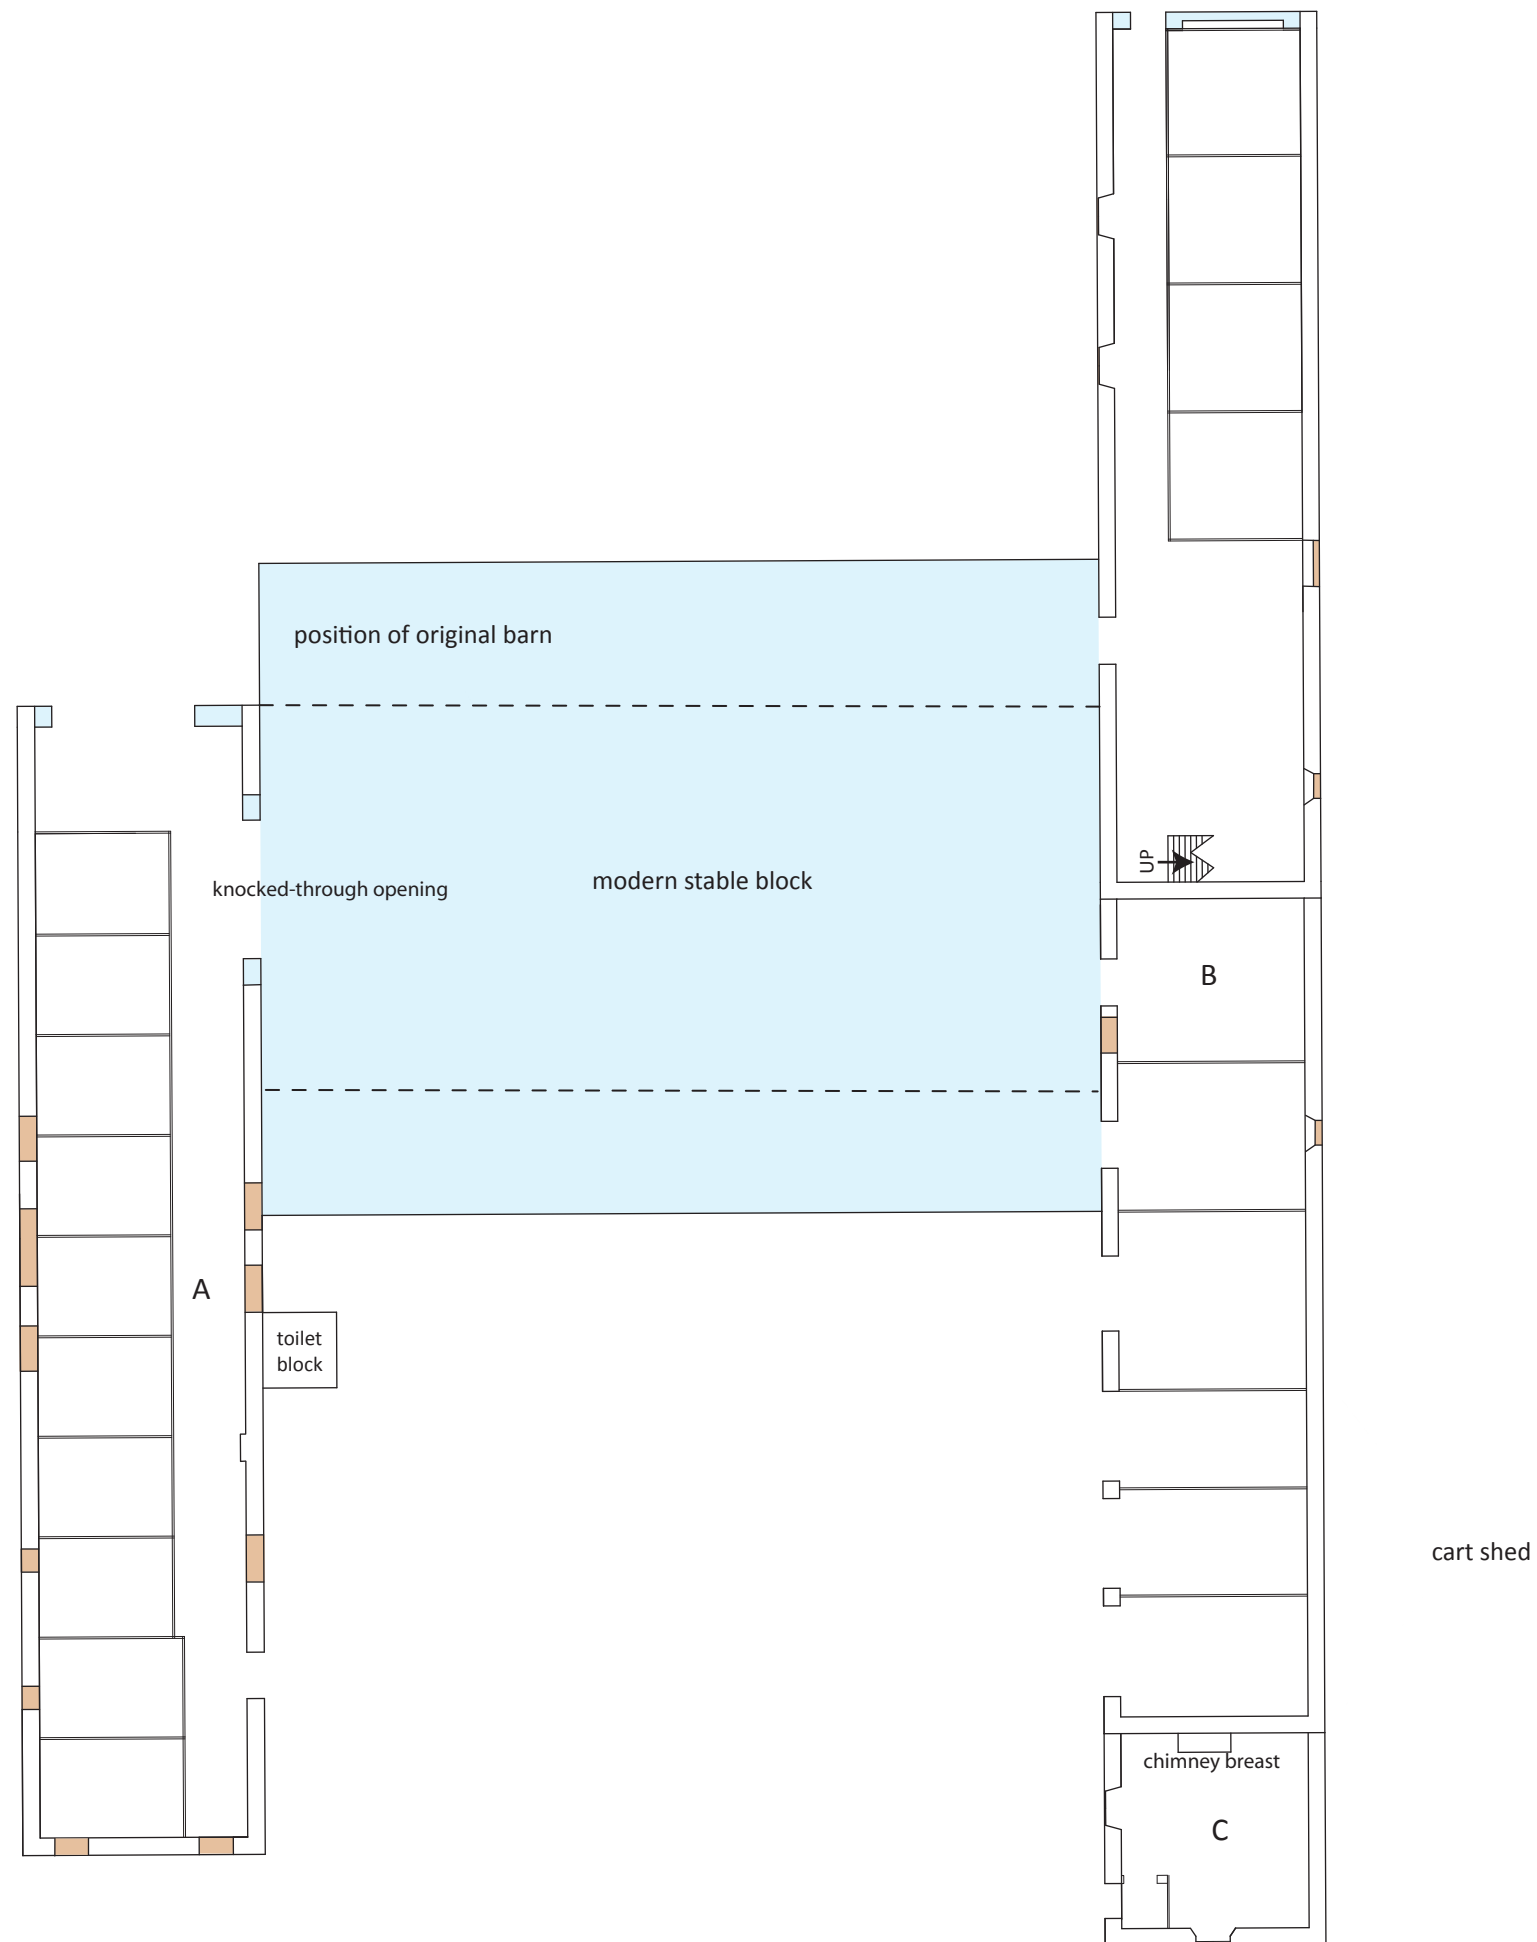 position of original barn
UP
modern stable block
knocked-through opening
B
A
toilet
block
cart shed
chimney breast
C